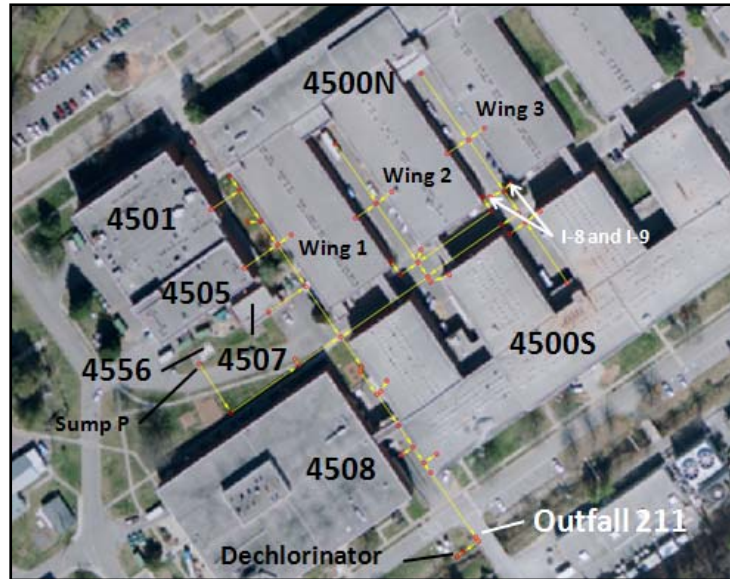 4500N
Wing 3
Wing 2
4501
I-8 and I-9
Wing 1
4505
4500S
4507
4556
Sump P
4508
Outfall 211
Dechlorinator